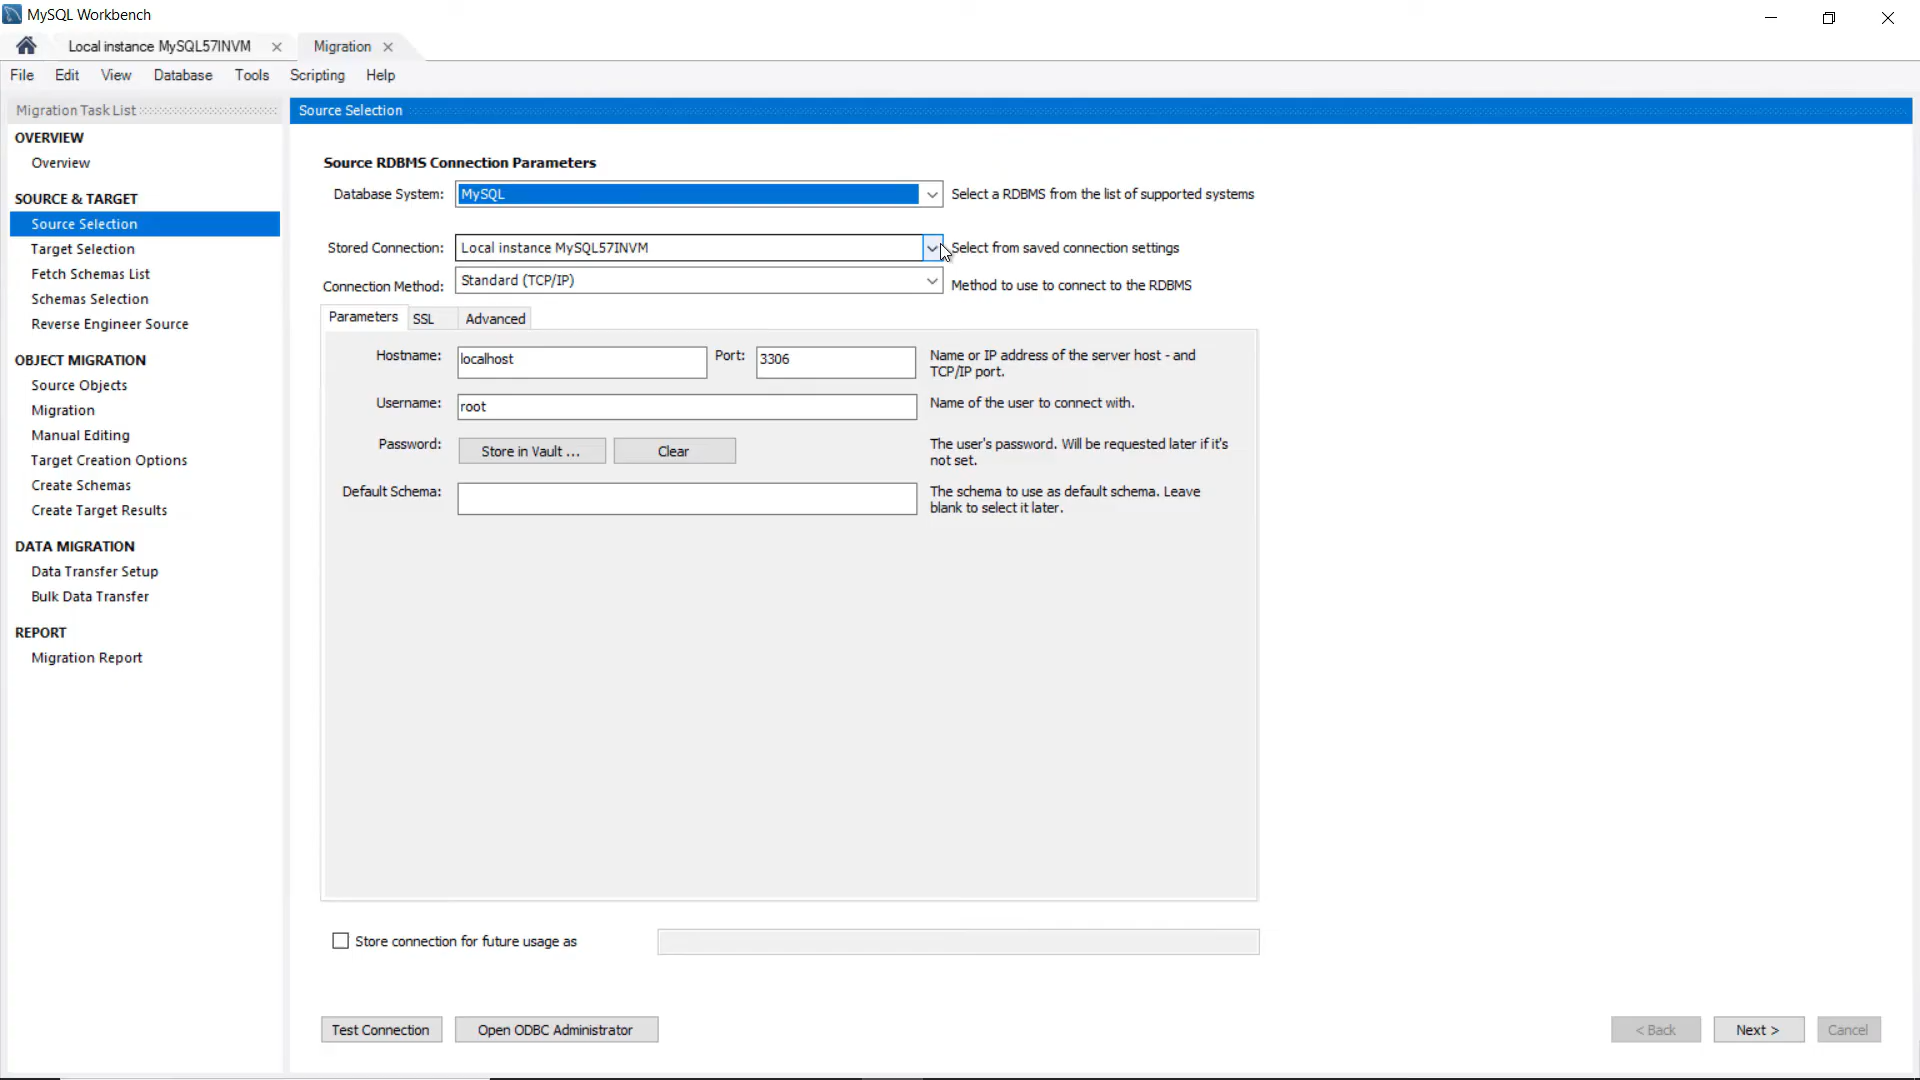 MySQL Workbench
Local instance MySQL57INVM
Migration
File Edit View Database Tools Scripting Help
Migration Task List
OVERVIEW
Overview
SOURCE & TARGET
Source Selection
Target Selection
Fetch Schemas List
Schemas Selection
Reverse Engineer Source
OBJECT MIGRATION
Source Objects
Migration
Manual Editing
Target Creation Options
Create Schemas
Create Target Results
DATA MIGRATION
Data Transfer Setup
Bulk Data Transfer
REPORT
Migration Report
Source Selection
Source RDBMS Connection Parameters
Database System: MySQL Select a RDBMS from the list of supported systems
Stored Connection: Local instance MySQL57INVM Select from saved connection settings
Connection Method: Standard (TCP/IP) Method to use to connect to the RDBMS
Parameters SSL Advanced
Hostname: localhost Port: 3306 Name or IP address of the server host - and
TCP/IP port.
Username: root Name of the user to connect with.
Password: Store in Vault ... Clear The user's password. Will be requested later if it's
not set.
Default Schema: The schema to use as default schema. Leave
blank to select it later.
Store connection for future usage as
Test Connection Open ODBC Administrator < Back Next > Cancel